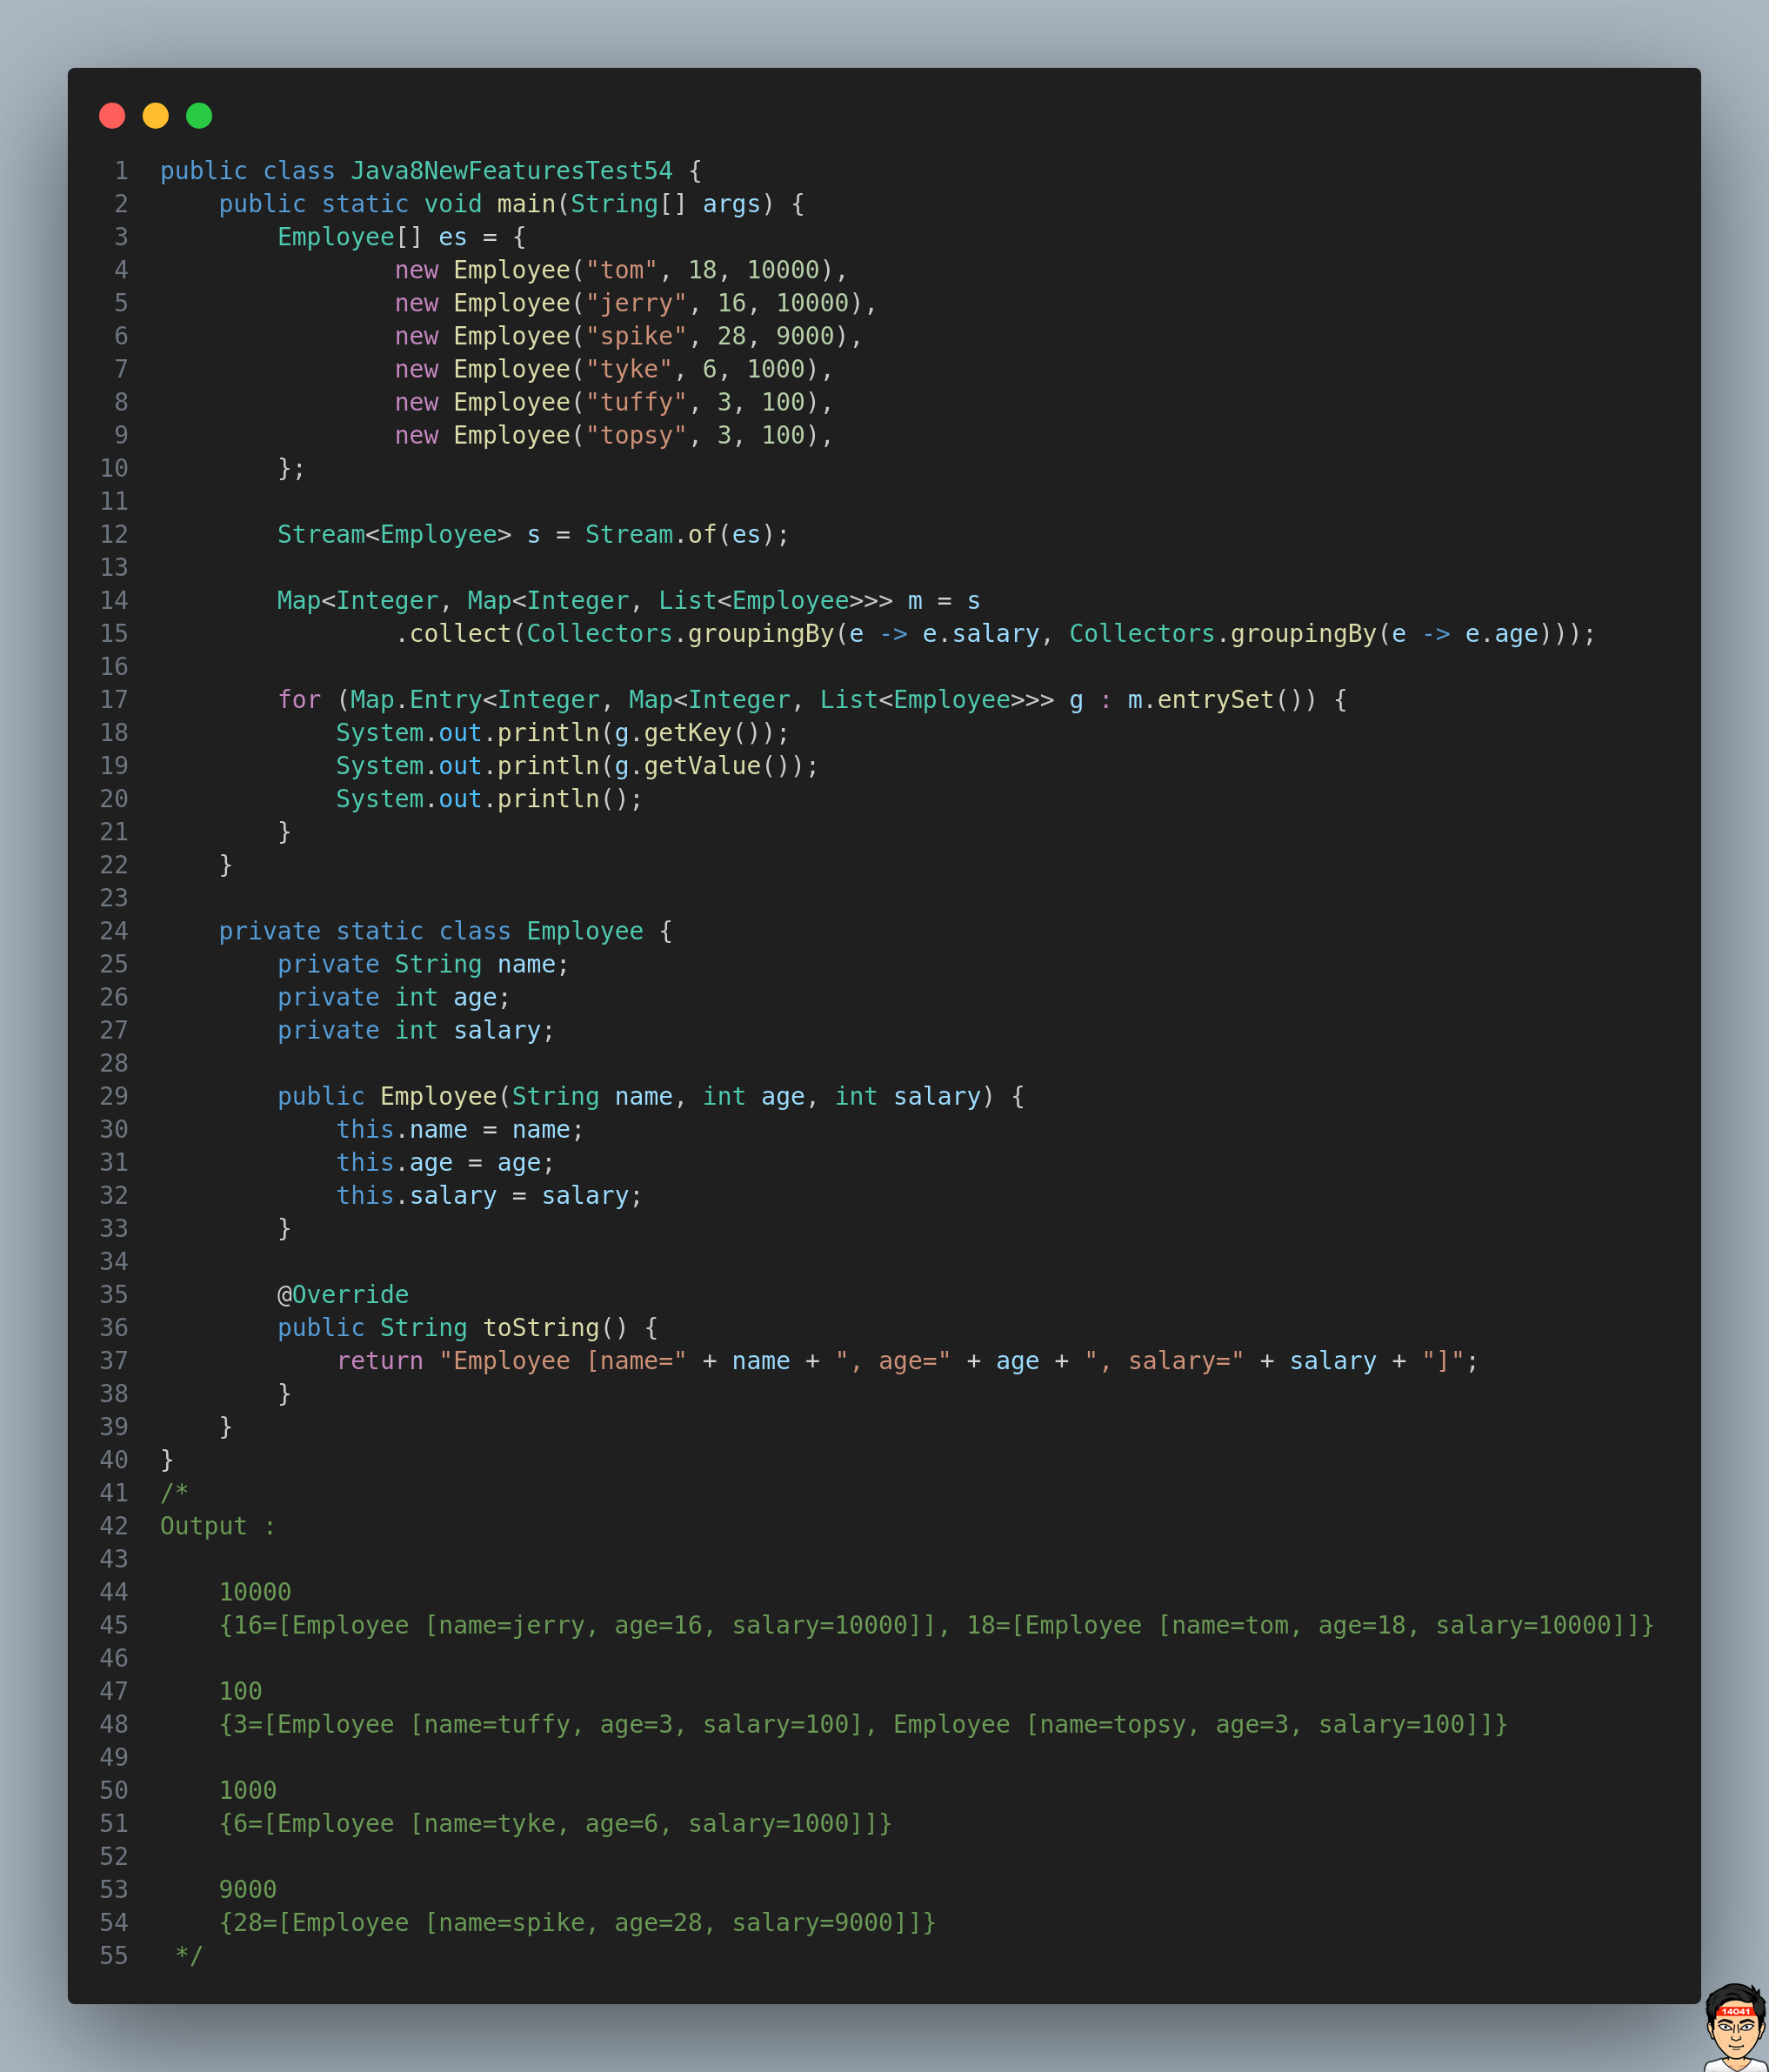 1 public class Java8NewFeaturesTest54 {
2     public static void main(String[] args) {
3         Employee[] es = {
4                 new Employee("tom", 18, 10000),
5                 new Employee("jerry", 16, 10000),
6                 new Employee("spike", 28, 9000),
7                 new Employee("tyke", 6, 1000),
8                 new Employee("tuffy", 3, 100),
9                 new Employee("topsy", 3, 100),
10         };
11
12         Stream<Employee> s = Stream.of(es);
13
14         Map<Integer, Map<Integer, List<Employee>>> m = s
15                 .collect(Collectors.groupingBy(e -> e.salary, Collectors.groupingBy(e -> e.age)));
16
17         for (Map.Entry<Integer, Map<Integer, List<Employee>>> g : m.entrySet()) {
18             System.out.println(g.getKey());
19             System.out.println(g.getValue());
20             System.out.println();
21         }
22     }
23
24     private static class Employee {
25         private String name;
26         private int age;
27         private int salary;
28
29         public Employee(String name, int age, int salary) {
30             this.name = name;
31             this.age = age;
32             this.salary = salary;
33         }
34
35         @Override
36         public String toString() {
37             return "Employee [name=" + name + ", age=" + age + ", salary=" + salary + "]";
38         }
39     }
40 }
41 /*
42 Output :
43
44     10000
45     {16=[Employee [name=jerry, age=16, salary=10000]], 18=[Employee [name=tom, age=18, salary=10000]]}
46
47     100
48     {3=[Employee [name=tuffy, age=3, salary=100], Employee [name=topsy, age=3, salary=100]]}
49
50     1000
51     {6=[Employee [name=tyke, age=6, salary=1000]]}
52
53     9000
54     {28=[Employee [name=spike, age=28, salary=9000]]}
55  */
14041